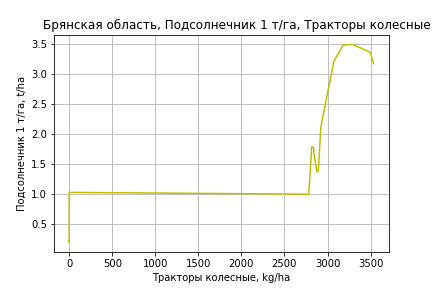 Брянская область, Подсолнечник 1 т/га, Тракторы колесные
3.5
3.0
2.5
2.0
1.5
1.0
0.5
Подсолнечник 1 т/га, t/ha
0 500 1000 1500 2000 2500 3000 3500
Тракторы колесные, kg/ha